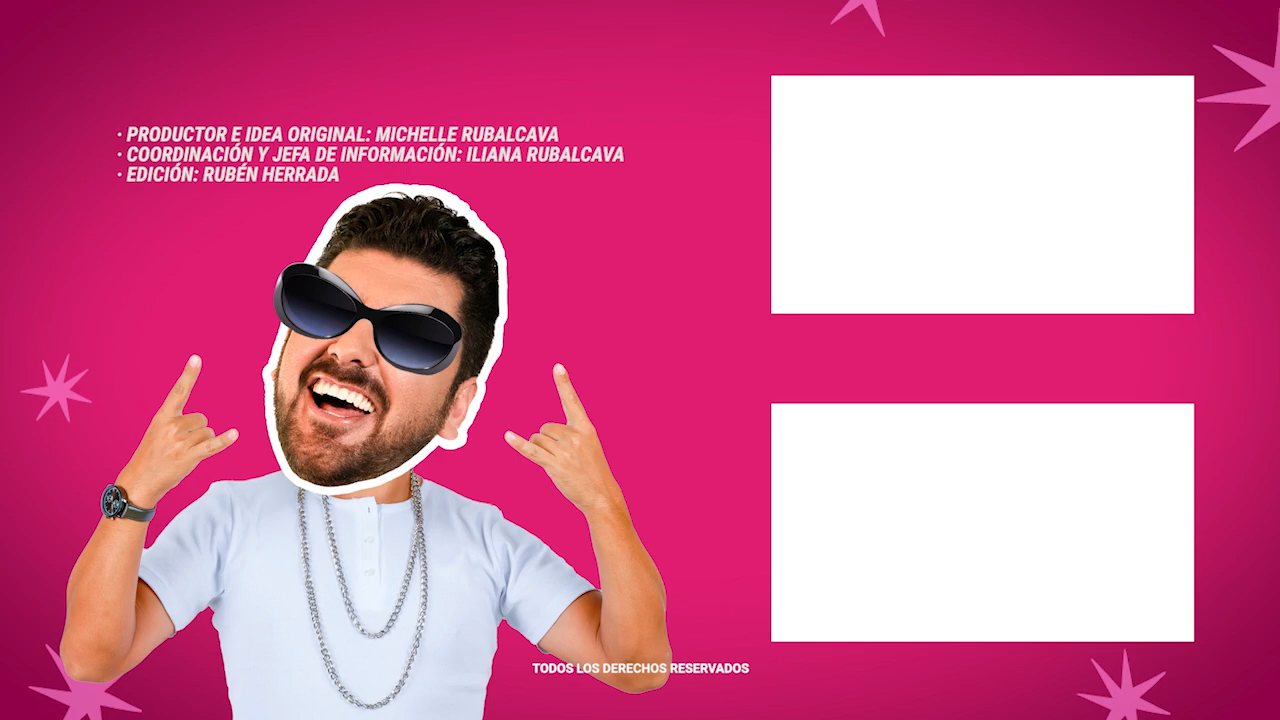 · PRODUCTOR E IDEA ORIGINAL: MICHELLE RUBALCAVA
· COORDINACIÓN Y JEFA DE INFORMACIÓN: ILIANA RUBALCAVA
· EDICIÓN: RUBÉN HERRADA
TODOS LOS DERECHOS RESERVADOS